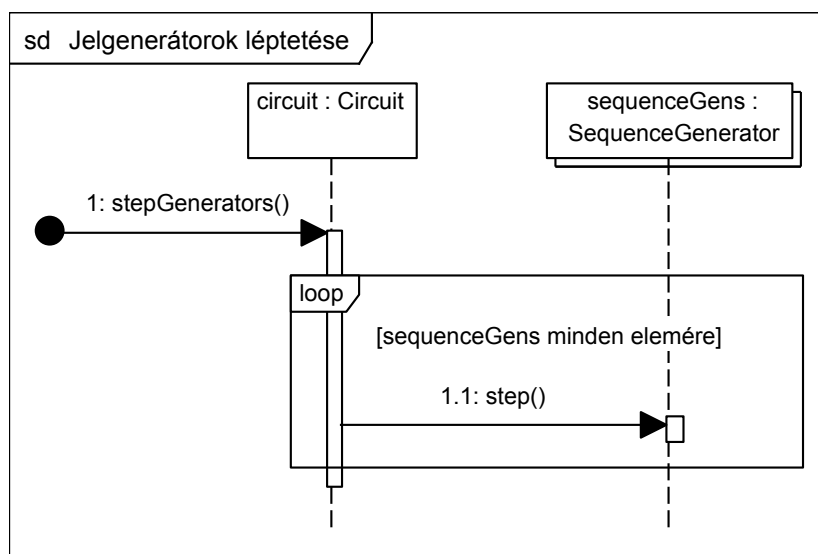 sd Jelgenerátorok léptetése
circuit : Circuit
sequenceGens :
SequenceGenerator
1: stepGenerators()
loop
[sequenceGens minden elemére]
1.1: step()